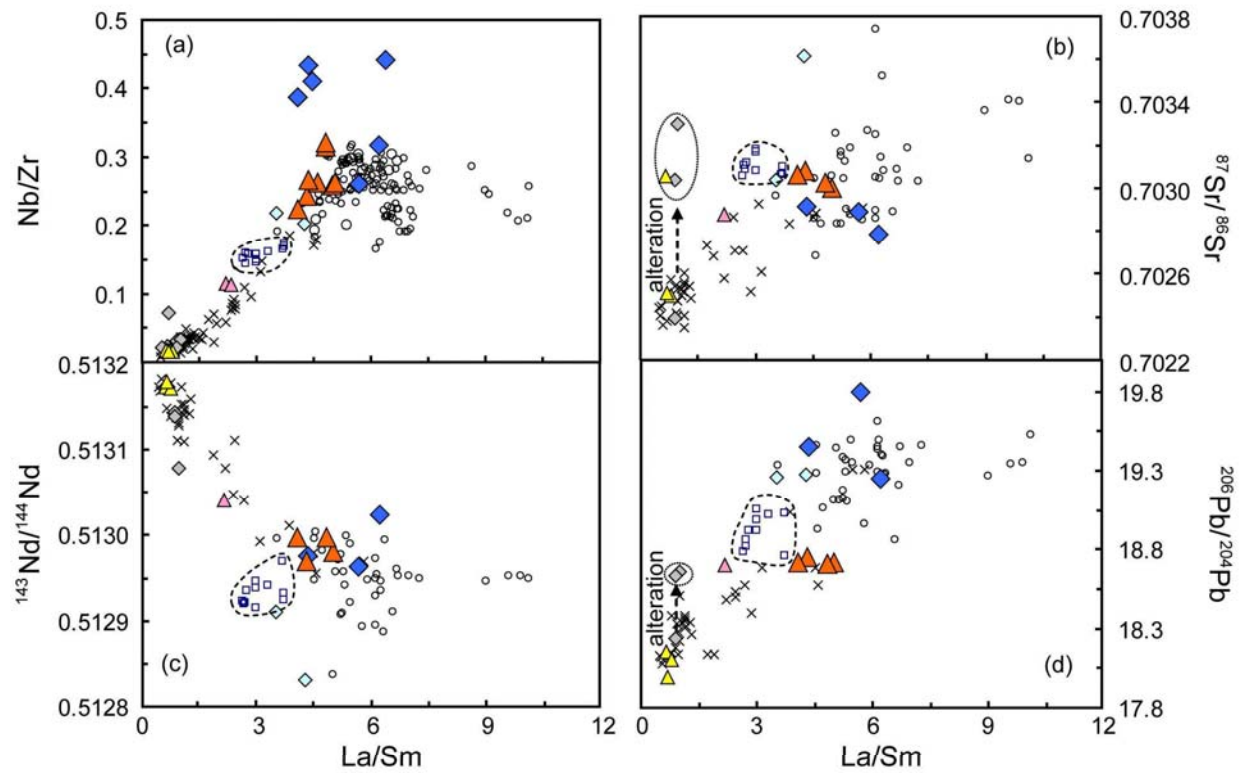 (a)
0.5
0.4
0.3
0.2
0.1
Nb/Zr
(b)
0.7038
0.7034
0.7030
0.7026
0.7022
87Sr/86Sr
alteration
(c)
0.5132
0.5131
0.5130
0.5129
0.5128
143Nd/144Nd
0 3 6 9 12
La/Sm
(d)
19.8
19.3
18.8
18.3
17.8
206Pb/204Pb
alteration
0 3 6 9 12
La/Sm